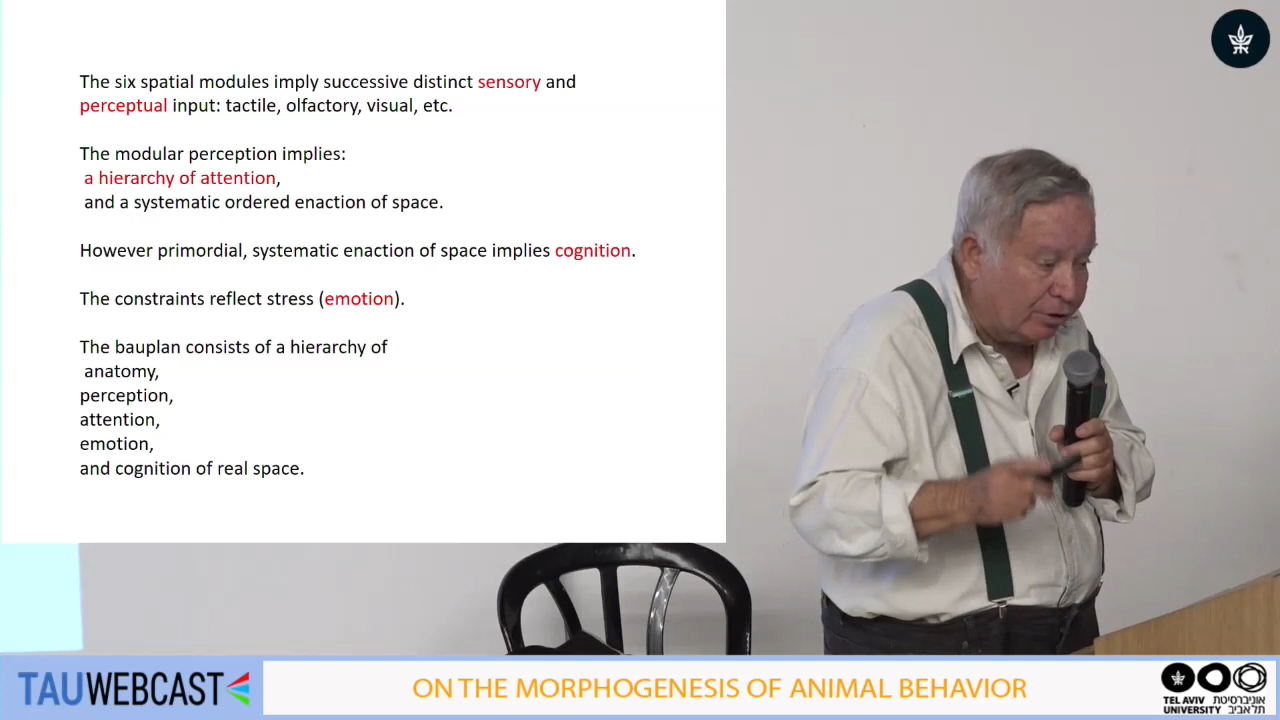 The six spatial modules imply successive distinct sensory and
perceptual input: tactile, olfactory, visual, etc.
The modular perception implies:
a hierarchy of attention,
and a systematic ordered enaction of space.
However primordial, systematic enaction of space implies cognition.
The constraints reflect stress (emotion).
The bauplan consists of a hierarchy of
anatomy,
perception,
attention,
emotion,
and cognition of real space.
TAUWEBCAST
ON THE MORPHOGENESIS OF ANIMAL BEHAVIOR
TEL AVIV אוניברסיטת
UNIVERSITY תל אביב